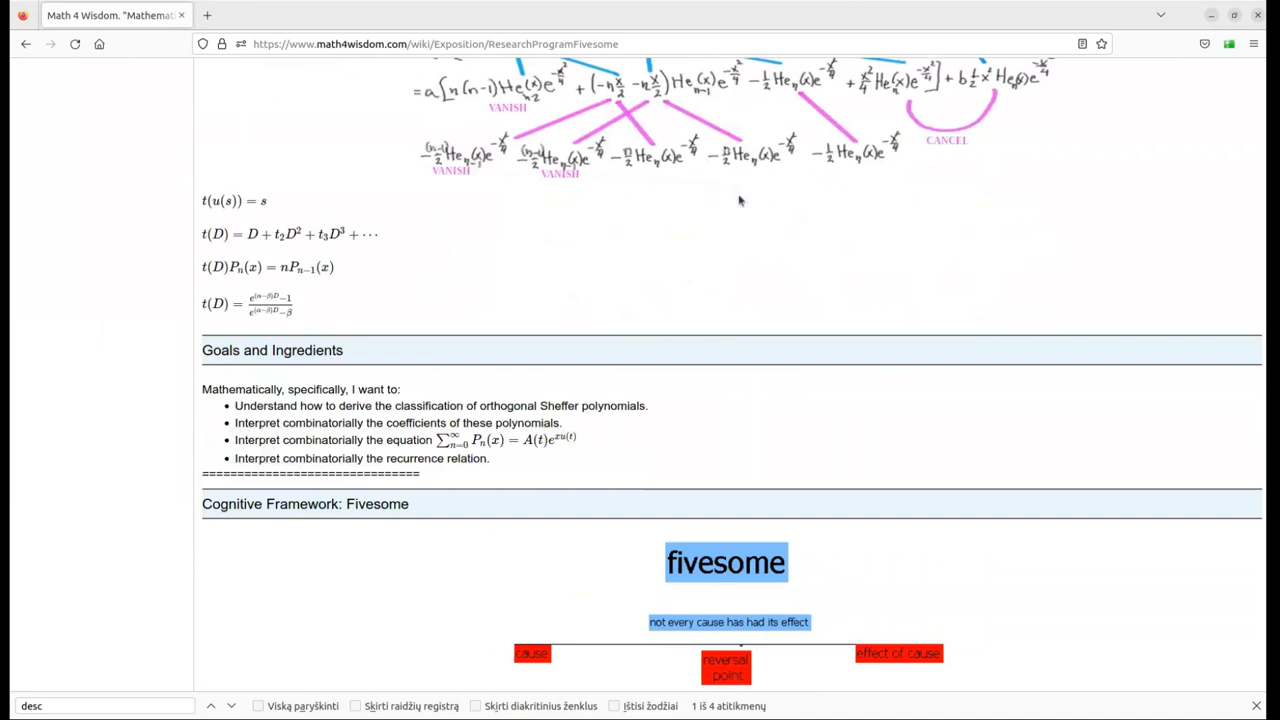 Math 4 Wisdom. "Mathemat
https://www.math4wisdom.com/wiki/Exposition/ResearchProgramFivesome
VANISH
CANCEL
VANISH
VANISH
t(u(s)) = s
t(D) = D + t₂D² + t₃D³ + ···
t(D)Pₙ(x) = nPₙ₋₁(x)
Goals and Ingredients
Mathematically, specifically, I want to:
• Understand how to derive the classification of orthogonal Sheffer polynomials.
• Interpret combinatorially the coefficients of these polynomials.
• Interpret combinatorially the equation ∑_{n=0}^{∞} Pₙ(x) = A(t)e^{xu(t)}
• Interpret combinatorially the recurrence relation.
==============================
Cognitive Framework: Fivesome
fivesome
not every cause has had its effect
cause
effect of cause
reversal
point
desc
Viską paryškinti
Skirti raidžių registrą
Skirti diakritinius ženklus
Ištisi žodžiai
1 iš 4 atitikmenų